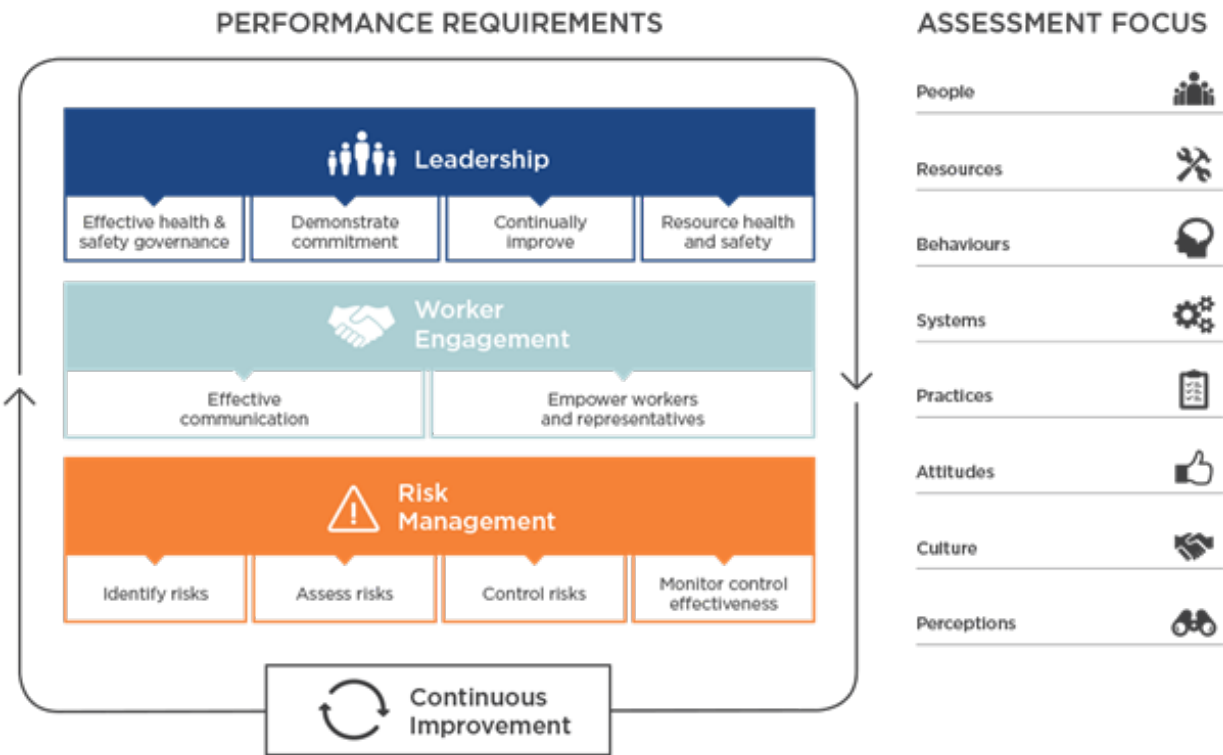 PERFORMANCE REQUIREMENTS
Leadership
Effective health &
safety governance
Demonstrate
commitment
Continually
improve
Resource health
and safety
Worker
Engagement
Effective
communication
Empower workers
and representatives
Risk
Management
Identify risks
Assess risks
Control risks
Monitor control
effectiveness
Continuous
Improvement
ASSESSMENT FOCUS
People
Resources
Behaviours
Systems
Practices
Attitudes
Culture
Perceptions